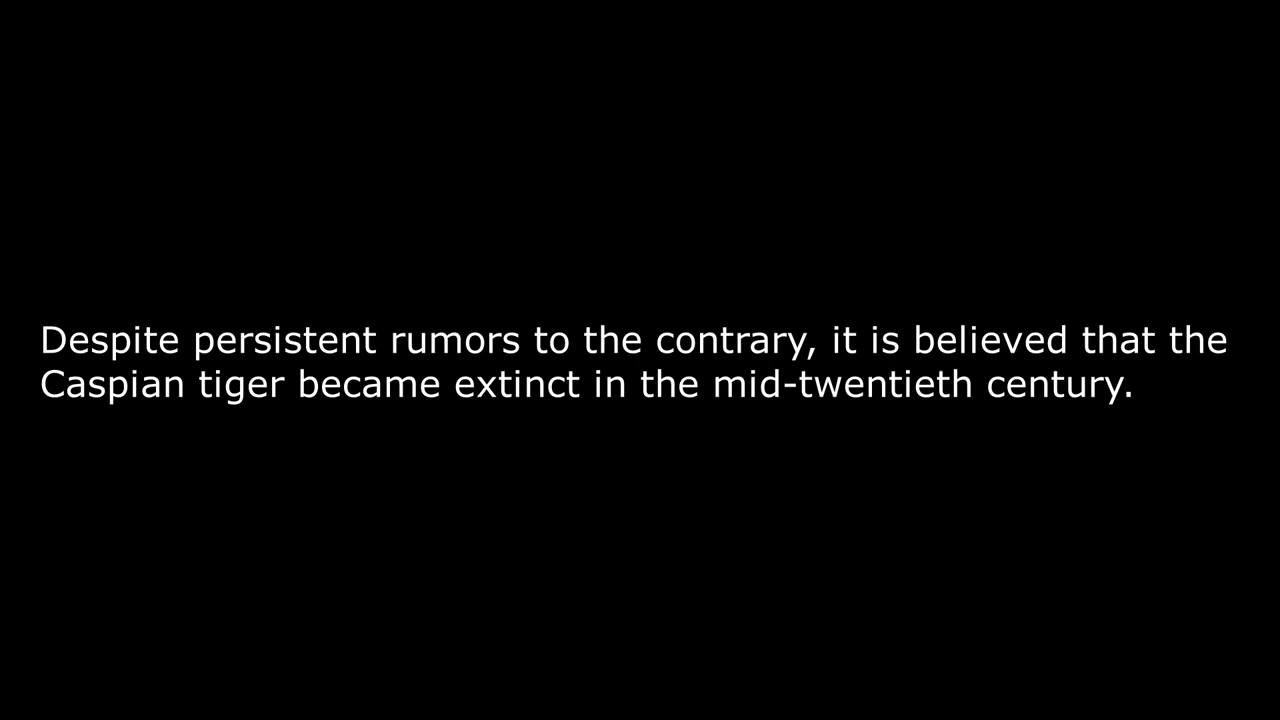 Despite persistent rumors to the contrary, it is believed that the
Caspian tiger became extinct in the mid-twentieth century.